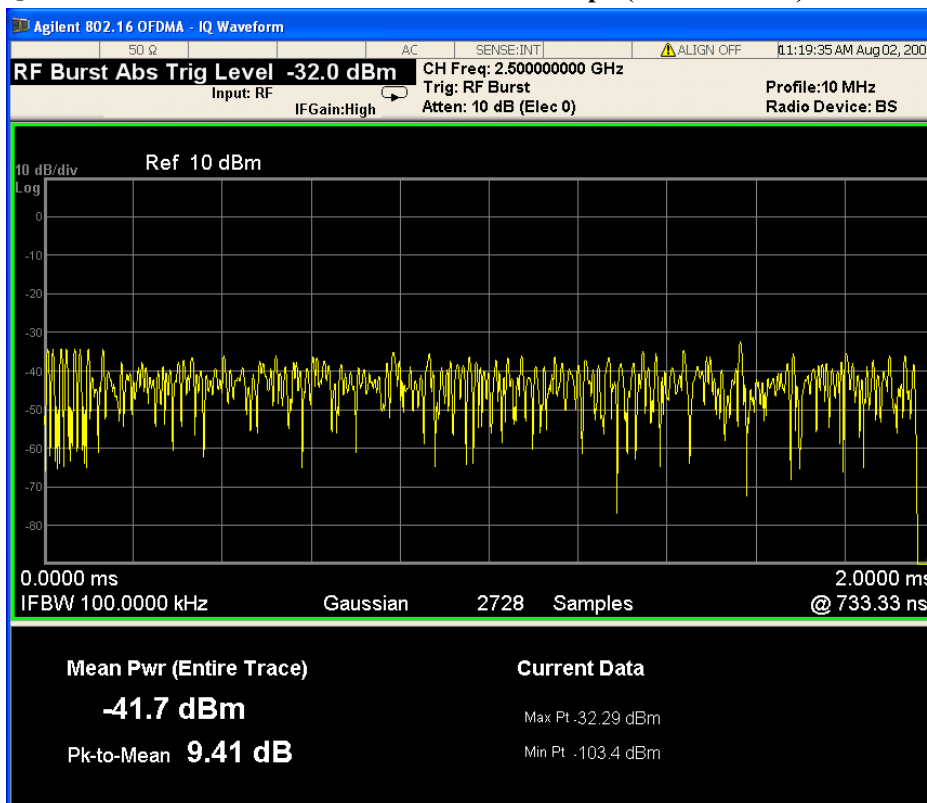 Agilent 802.16 OFDMA - IQ Waveform
50 Ω AC SENSE:INT ALIGN OFF 11:19:35 AM Aug 02, 200
RF Burst Abs Trig Level -32.0 dBm CH Freq: 2.500000000 GHz
Input: RF Trig: RF Burst Profile:10 MHz
IFGain:High Atten: 10 dB (Elec 0) Radio Device: BS
10 dB/div Ref 10 dBm
Log
0
-10
-20
-30
-40
-50
-60
-70
-80
0.0000 ms 2.0000 ms
IFBW 100.0000 kHz Gaussian 2728 Samples @ 733.33 ns
Mean Pwr (Entire Trace) Current Data
-41.7 dBm Max Pt -32.29 dBm
Pk-to-Mean 9.41 dB Min Pt -103.4 dBm